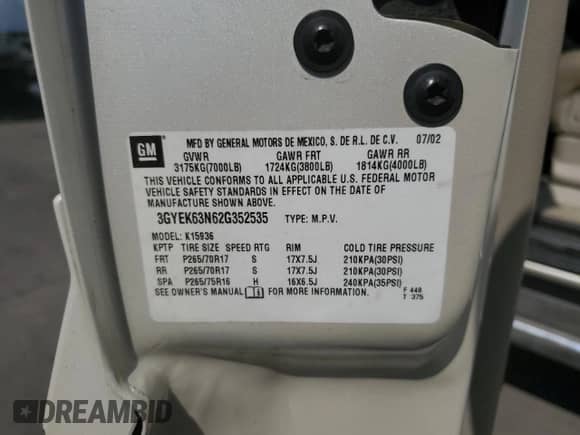 GM
MFD BY GENERAL MOTORS DE MEXICO, S. DE R.L. DE C.V. 07/02
GVWR GAWR FRT GAWR RR
3175KG(7000LB) 1724KG(3800LB) 1814KG(4000LB)
THIS VEHICLE CONFORMS TO ALL APPLICABLE U.S. FEDERAL MOTOR
VEHICLE SAFETY STANDARDS IN EFFECT ON THE DATE OF
MANUFACTURE SHOWN ABOVE.
3GYEK63N62G352535 TYPE: M.P.V.
MODEL: K15936
KPTP TIRE SIZE SPEED RTG RIM COLD TIRE PRESSURE
FRT P265/70R17 S 17X7.5J 210KPA(30PSI)
RR P265/70R17 S 17X7.5J 210KPA(30PSI)
SPA P265/75R16 H 16X6.5J 240KPA(35PSI)
SEE OWNER'S MANUAL FOR MORE INFORMATION.
F 448
T 375
DREAMBID